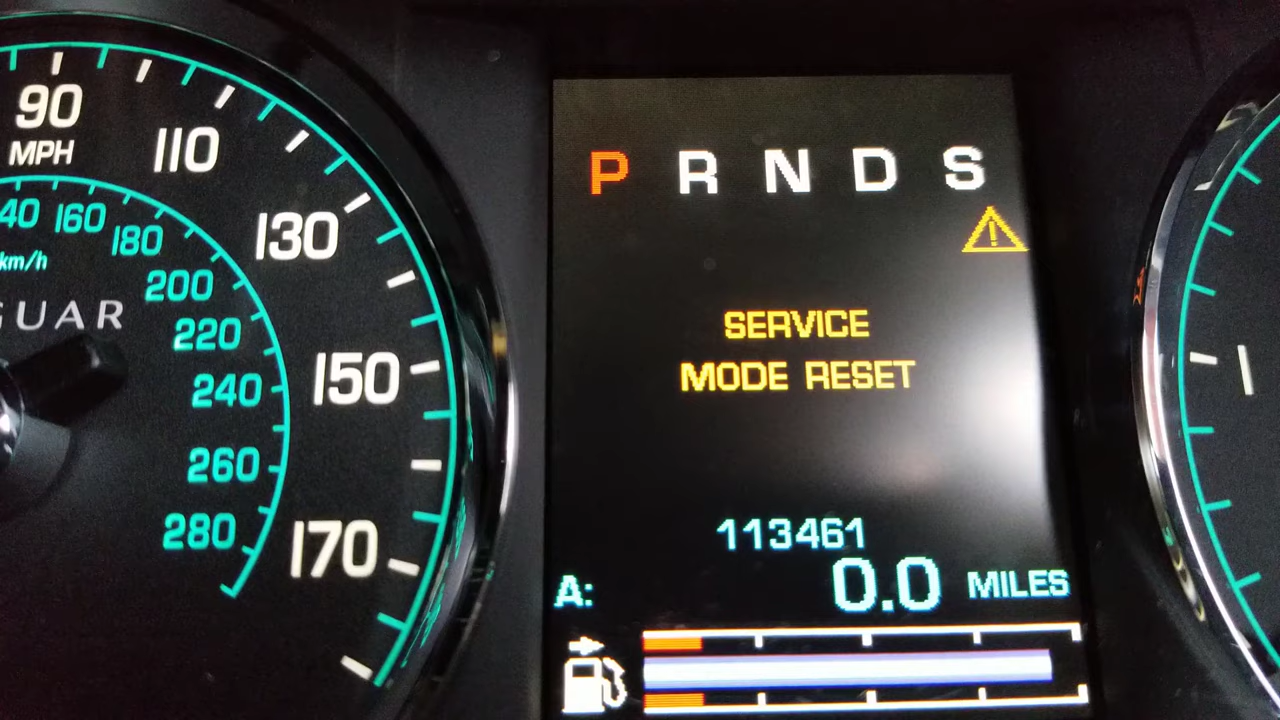 90
MPH
110
130
150
170
40
160
180
km/h
200
220
240
260
280
GUAR
P R N D S
!
SERVICE
MODE RESET
113461
A: 0.0 MILES
1